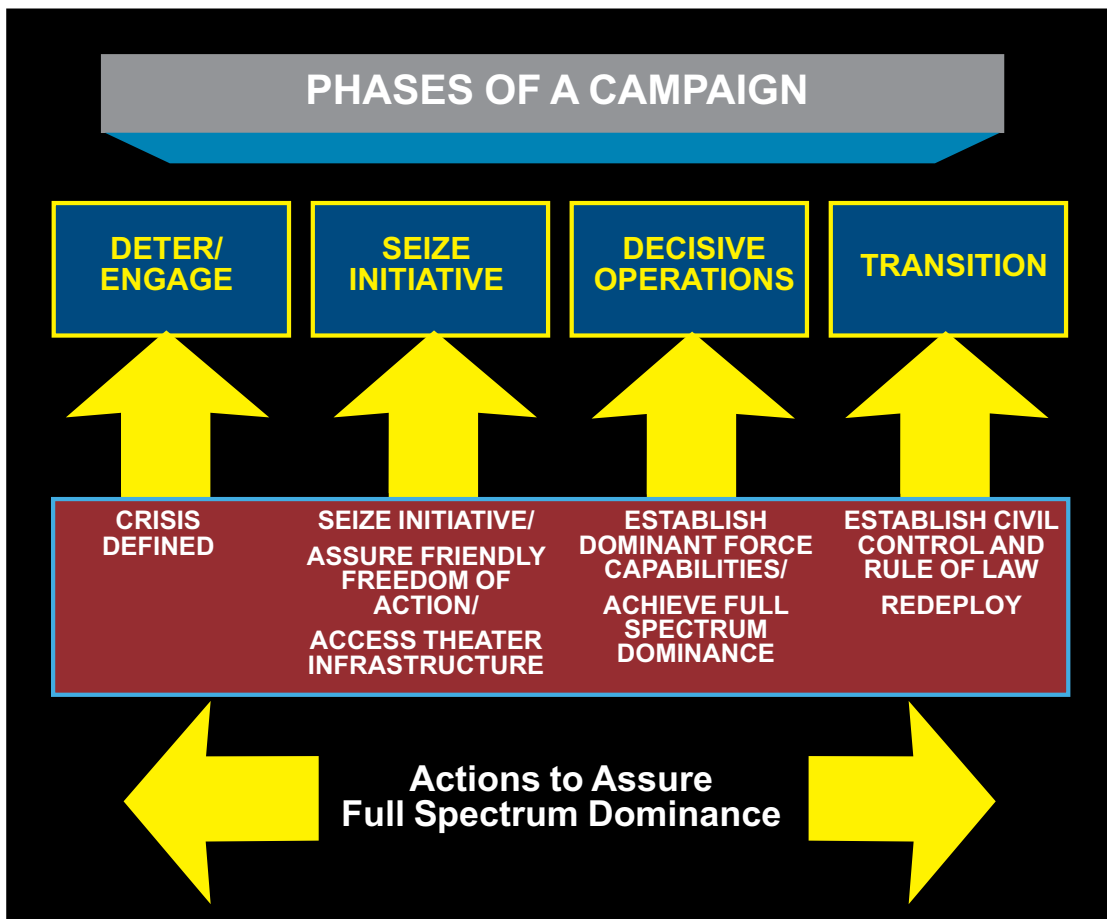 PHASES OF A CAMPAIGN
DETER/
ENGAGE
SEIZE
INITIATIVE
DECISIVE
OPERATIONS
TRANSITION
CRISIS
DEFINED
SEIZE INITIATIVE/
ASSURE FRIENDLY
FREEDOM OF
ACTION/
ACCESS THEATER
INFRASTRUCTURE
ESTABLISH
DOMINANT FORCE
CAPABILITIES/
ACHIEVE FULL
SPECTRUM
DOMINANCE
ESTABLISH CIVIL
CONTROL AND
RULE OF LAW
REDEPLOY
Actions to Assure
Full Spectrum Dominance